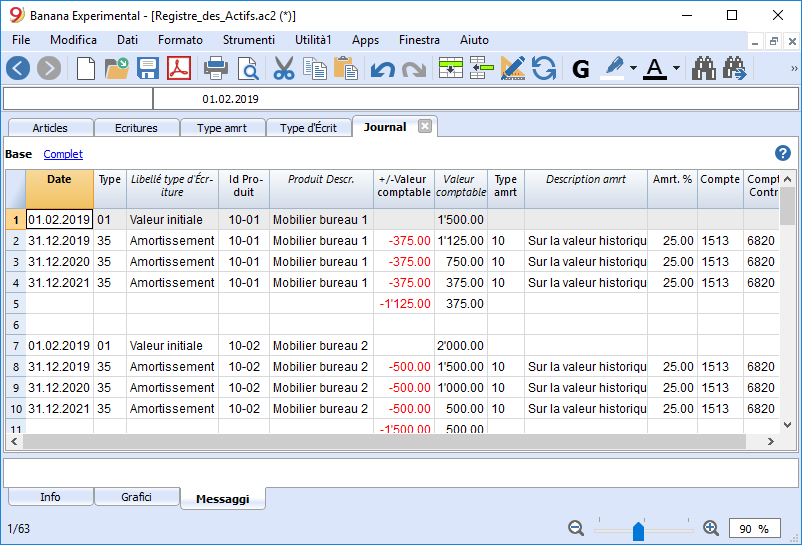 Banana Experimental - [Registre_des_Actifs.ac2 (*)]
File Modifica Dati Formato Strumenti Utilità1 Apps Finestra Aiuto
G A »
01.02.2019
Articles Ecritures Type amrt Type d'Écrit Journal
Base Complet ?
Date Type Libellé type d'Écr- Id Pro- Produit Descr. +/-Valeur Valeur Type Description amrt Amrt. % Compte Compt
iture duit comptable comptable amrt Contr
1 01.02.2019 01 Valeur initiale 10-01 Mobilier bureau 1 1'500.00
2 31.12.2019 35 Amortissement 10-01 Mobilier bureau 1 -375.00 1'125.00 10 Sur la valeur historiqu 25.00 1513 6820
3 31.12.2020 35 Amortissement 10-01 Mobilier bureau 1 -375.00 750.00 10 Sur la valeur historiqu 25.00 1513 6820
4 31.12.2021 35 Amortissement 10-01 Mobilier bureau 1 -375.00 375.00 10 Sur la valeur historiqu 25.00 1513 6820
5 -1'125.00 375.00
6
7 01.02.2019 01 Valeur initiale 10-02 Mobilier bureau 2 2'000.00
8 31.12.2019 35 Amortissement 10-02 Mobilier bureau 2 -500.00 1'500.00 10 Sur la valeur historiqu 25.00 1513 6820
9 31.12.2020 35 Amortissement 10-02 Mobilier bureau 2 -500.00 1'000.00 10 Sur la valeur historiqu 25.00 1513 6820
10 31.12.2021 35 Amortissement 10-02 Mobilier bureau 2 -500.00 500.00 10 Sur la valeur historiqu 25.00 1513 6820
11 -1'500.00 500.00
Info Grafici Messaggi
1/63 90 %